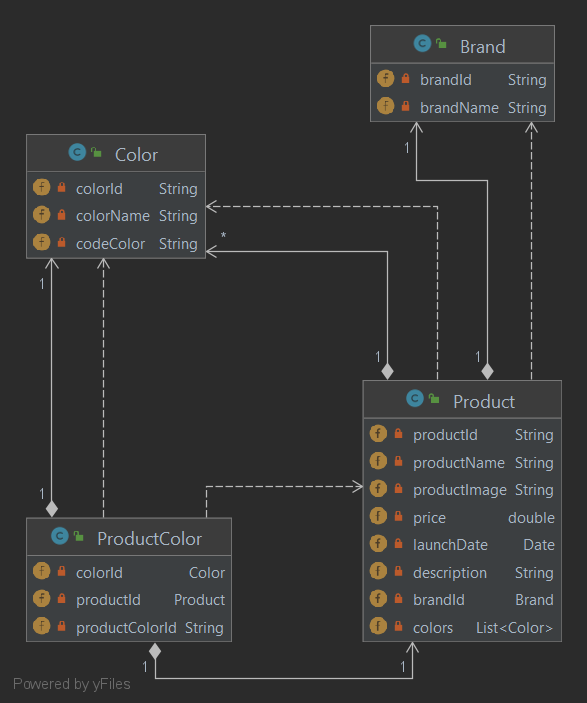 Brand
brandId String
brandName String
1
Color
colorId String
colorName String
codeColor String
*
1
1
1
Product
productId String
productName String
productImage String
price double
launchDate Date
description String
brandId Brand
colors List<Color>
1
ProductColor
colorId Color
productId Product
productColorId String
1
1
Powered by yFiles